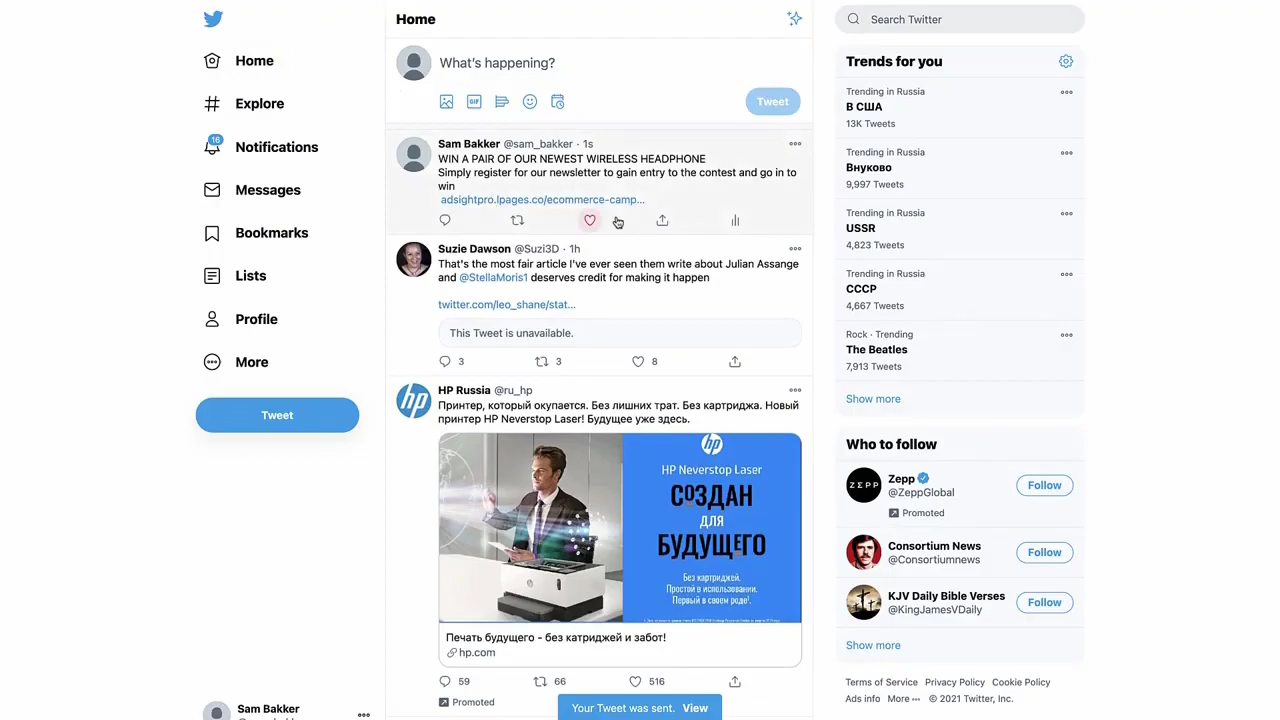 Home
Explore
16
Notifications
Messages
Bookmarks
Lists
Profile
More
Tweet
Sam Bakker
Home
What's happening?
GIF
Tweet
Sam Bakker @sam_bakker · 1s
WIN A PAIR OF OUR NEWEST WIRELESS HEADPHONE
Simply register for our newsletter to gain entry to the contest and go in to
win
adsightpro.lpages.co/ecommerce-camp...
Suzie Dawson @Suzi3D · 1h
That's the most fair article I've ever seen them write about Julian Assange
and @StellaMoris1 deserves credit for making it happen
twitter.com/leo_shane/stat...
This Tweet is unavailable.
3 3 8
HP Russia @ru_hp
Принтер, который окупается. Без лишних трат. Без картриджа. Новый
принтер HP Neverstop Laser! Будущее уже здесь.
hp
hp
HP Neverstop Laser
СОЗДАН
ДЛЯ
БУДУЩЕГО
Без картриджей.
Простой в использовании.
Первый в своем роде¹.
Печать будущего - без катриджей и забот!
hp.com
59 66 516
Promoted
Your Tweet was sent. View
Search Twitter
Trends for you
Trending in Russia
В США
13K Tweets
Trending in Russia
Внуково
9,997 Tweets
Trending in Russia
USSR
4,823 Tweets
Trending in Russia
СССР
4,667 Tweets
Rock · Trending
The Beatles
7,913 Tweets
Show more
Who to follow
ZEPP
Zepp
@ZeppGlobal
Follow
Promoted
Consortium News
@Consortiumnews
Follow
KJV Daily Bible Verses
@KingJamesVDaily
Follow
Show more
Terms of Service Privacy Policy Cookie Policy
Ads info More © 2021 Twitter, Inc.